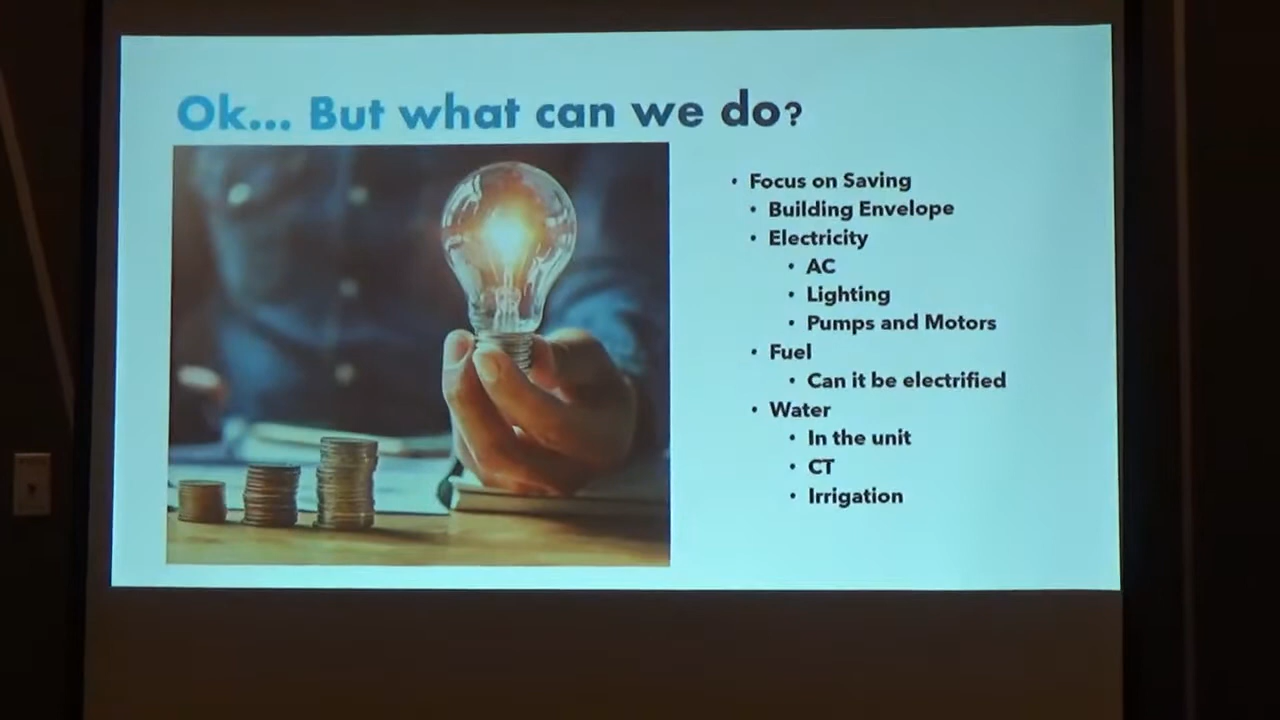 Ok... But what can we do?
• Focus on Saving
• Building Envelope
• Electricity
• AC
• Lighting
• Pumps and Motors
• Fuel
• Can it be electrified
• Water
• In the unit
• CT
• Irrigation